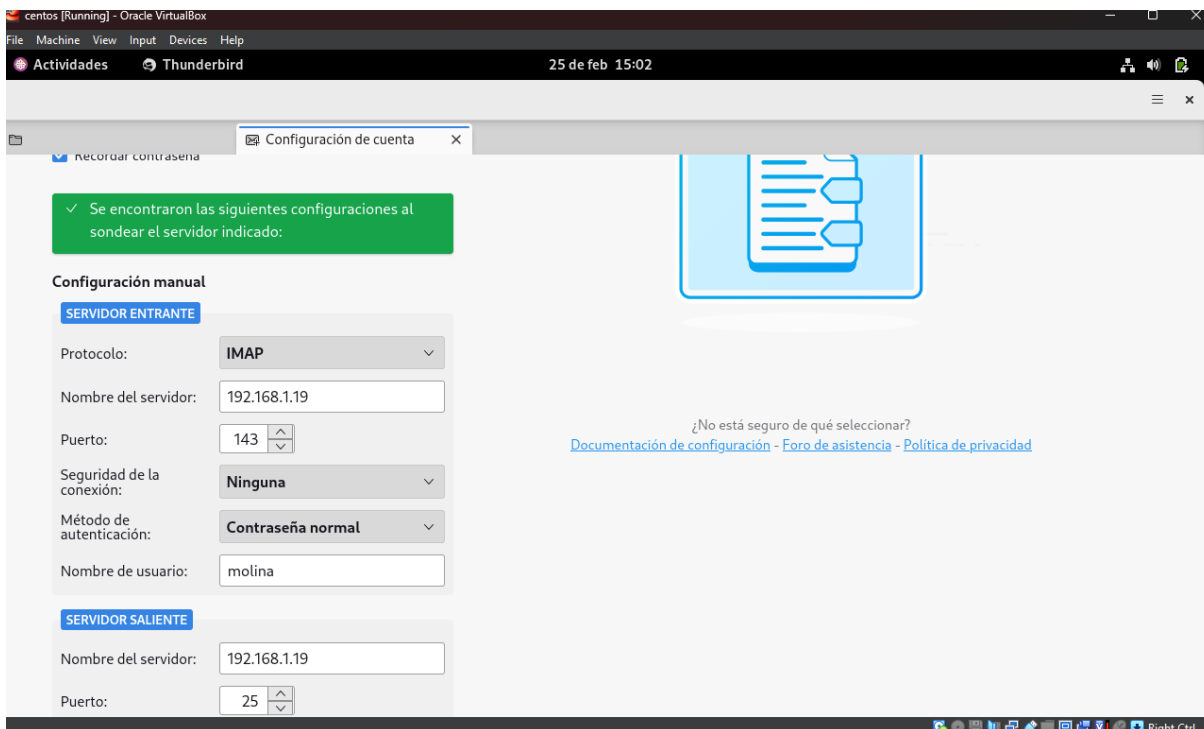 centos [Running] - Oracle VirtualBox
File Machine View Input Devices Help
Actividades Thunderbird 25 de feb 15:02
Configuración de cuenta
Recordar contraseña
Se encontraron las siguientes configuraciones al
sondear el servidor indicado:
Configuración manual
SERVIDOR ENTRANTE
Protocolo: IMAP
Nombre del servidor: 192.168.1.19
Puerto: 143
Seguridad de la
conexión: Ninguna
Método de
autenticación: Contraseña normal
Nombre de usuario: molina
SERVIDOR SALIENTE
Nombre del servidor: 192.168.1.19
Puerto: 25
¿No está seguro de qué seleccionar?
Documentación de configuración - Foro de asistencia - Política de privacidad
Right Ctrl